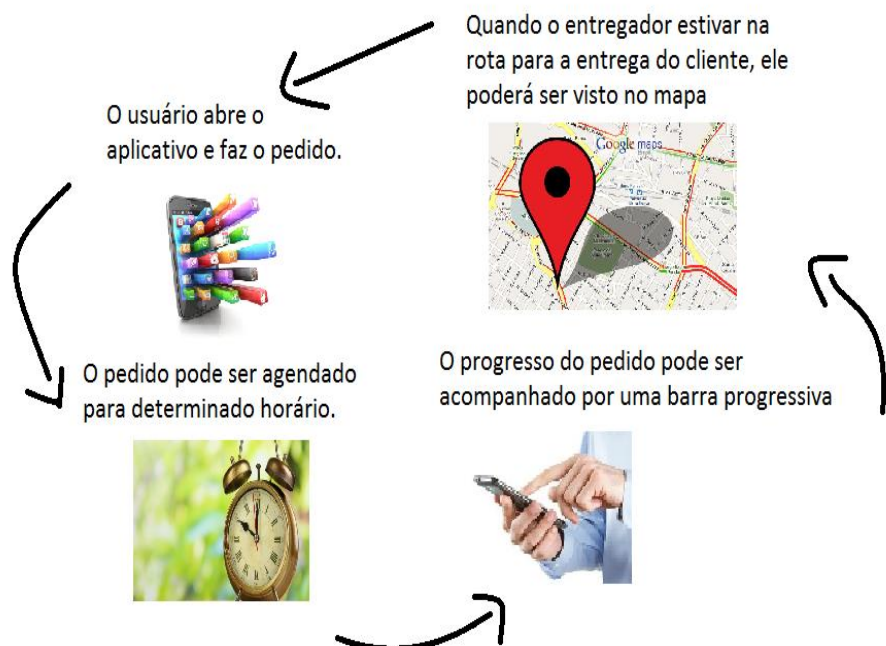 Quando o entregador estivar na
rota para a entrega do cliente, ele
poderá ser visto no mapa
O usuário abre o
aplicativo e faz o pedido.
Google maps
O pedido pode ser agendado
para determinado horário.
O progresso do pedido pode ser
acompanhado por uma barra progressiva